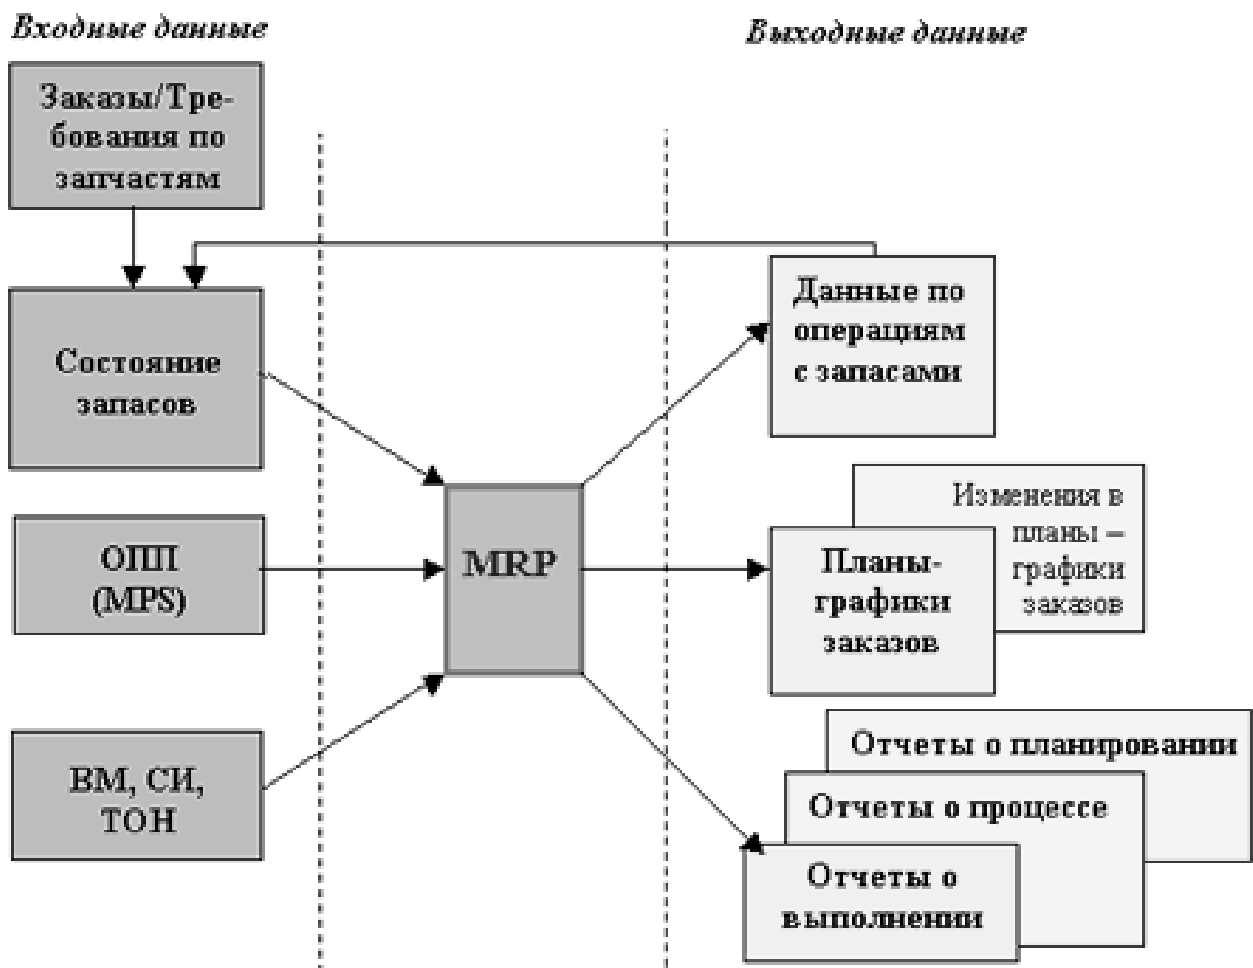 Входные данные
Выходные данные
Заказы/Тре-
бования по
запчастям
Состояние
запасов
ОПП
(MPS)
ВМ, СИ,
ТОН
MRP
Данные по
операциям
с запасами
Изменения в
планы –
графики
заказов
Планы-
графики
заказов
Отчеты о планировании
Отчеты о процессе
Отчеты о
выполнении